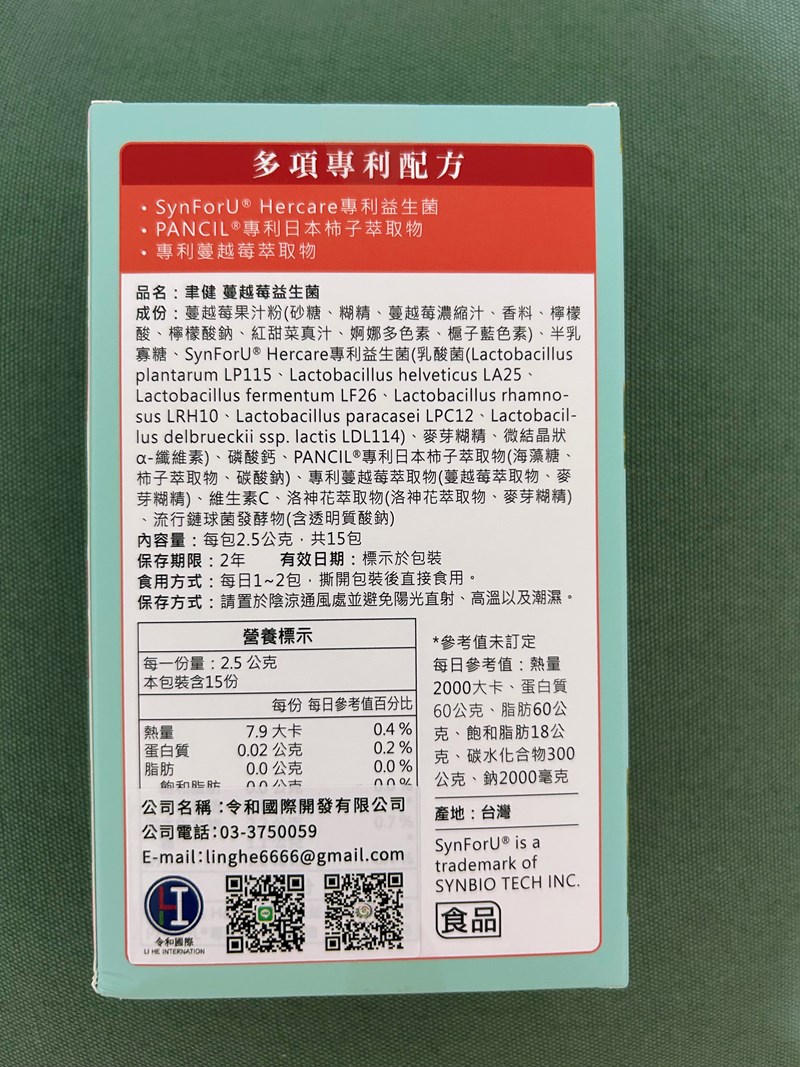 多項專利配方
・SynForU® Hercare專利益生菌
・PANCIL®專利日本柿子萃取物
・專利蔓越莓萃取物
品名：聿健 蔓越莓益生菌
成份：蔓越莓果汁粉(砂糖、糊精、蔓越莓濃縮汁、香料、檸檬
酸、檸檬酸鈉、紅甜菜真汁、婀娜多色素、梔子藍色素)、半乳
寡糖、SynForU® Hercare專利益生菌(乳酸菌(Lactobacillus
plantarum LP115、Lactobacillus helveticus LA25、
Lactobacillus fermentum LF26、Lactobacillus rhamno-
sus LRH10、Lactobacillus paracasei LPC12、Lactobacil-
lus delbrueckii ssp. lactis LDL114)、麥芽糊精、微結晶狀
α-纖維素)、磷酸鈣、PANCIL®專利日本柿子萃取物(海藻糖、
柿子萃取物、碳酸鈉)、專利蔓越莓萃取物(蔓越莓萃取物、麥
芽糊精)、維生素C、洛神花萃取物(洛神花萃取物、麥芽糊精)
、流行鏈球菌發酵物(含透明質酸鈉)
內容量：每包2.5公克，共15包
保存期限：2年 有效日期：標示於包裝
食用方式：每日1~2包，撕開包裝後直接食用。
保存方式：請置於陰涼通風處並避免陽光直射、高溫以及潮濕。
營養標示
每一份量：2.5 公克
本包裝含15份
每份 每日參考值百分比
熱量 7.9 大卡 0.4 %
蛋白質 0.02 公克 0.2 %
脂肪 0.0 公克 0.0 %
飽和脂肪 0.0 公克 0.0 %
0.7 %
公司名稱：令和國際開發有限公司
公司電話：03-3750059
E-mail：linghe6666@gmail.com
LI
令和國際
LI HE INTERNATION
*參考值未訂定
每日參考值：熱量
2000大卡、蛋白質
60公克、脂肪60公
克、飽和脂肪18公
克、碳水化合物300
公克、鈉2000毫克
產地：台灣
SynForU® is a
trademark of
SYNBIO TECH INC.
食品